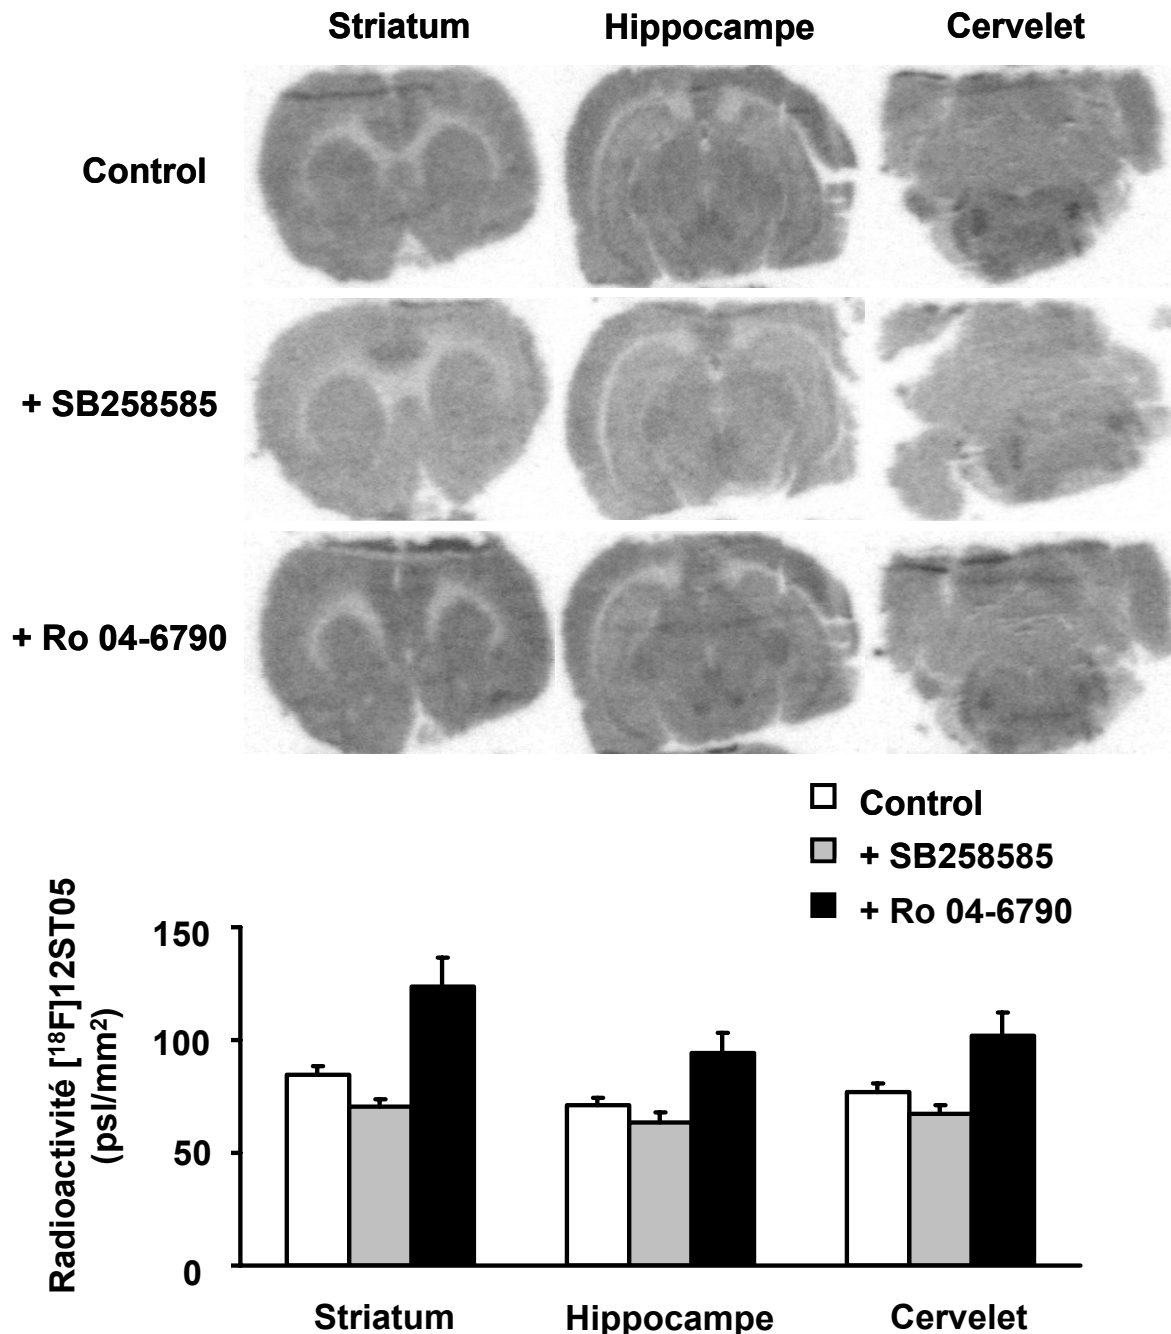 Striatum Hippocampe Cervelet
Control
+ SB258585
+ Ro 04-6790
Control
+ SB258585
+ Ro 04-6790
Radioactivité [¹⁸F]12ST05
(psl/mm²)
150
100
50
0
Striatum Hippocampe Cervelet